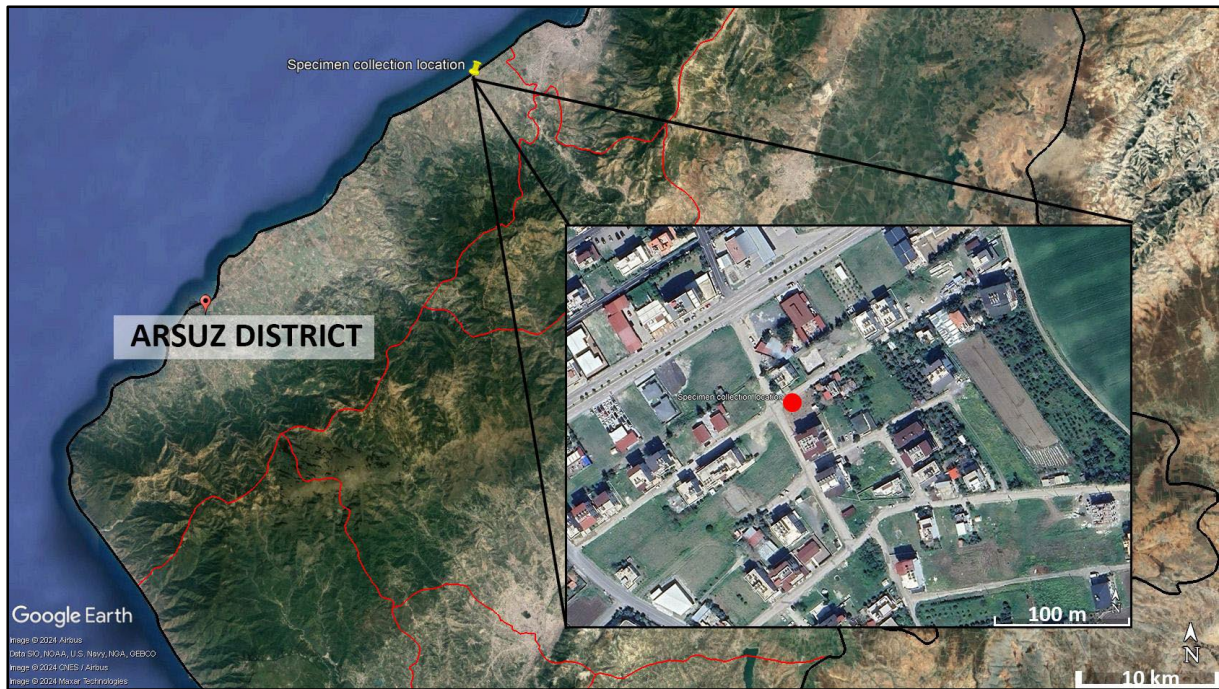 Specimen collection location
ARSUZ DISTRICT
Specimen collection location
100 m
Google Earth
Image © 2024 Airbus
Data SIO, NOAA, U.S. Navy, NGA, GEBCO
Image © 2024 CNES / Airbus
Image © 2024 Maxar Technologies
N
10 km